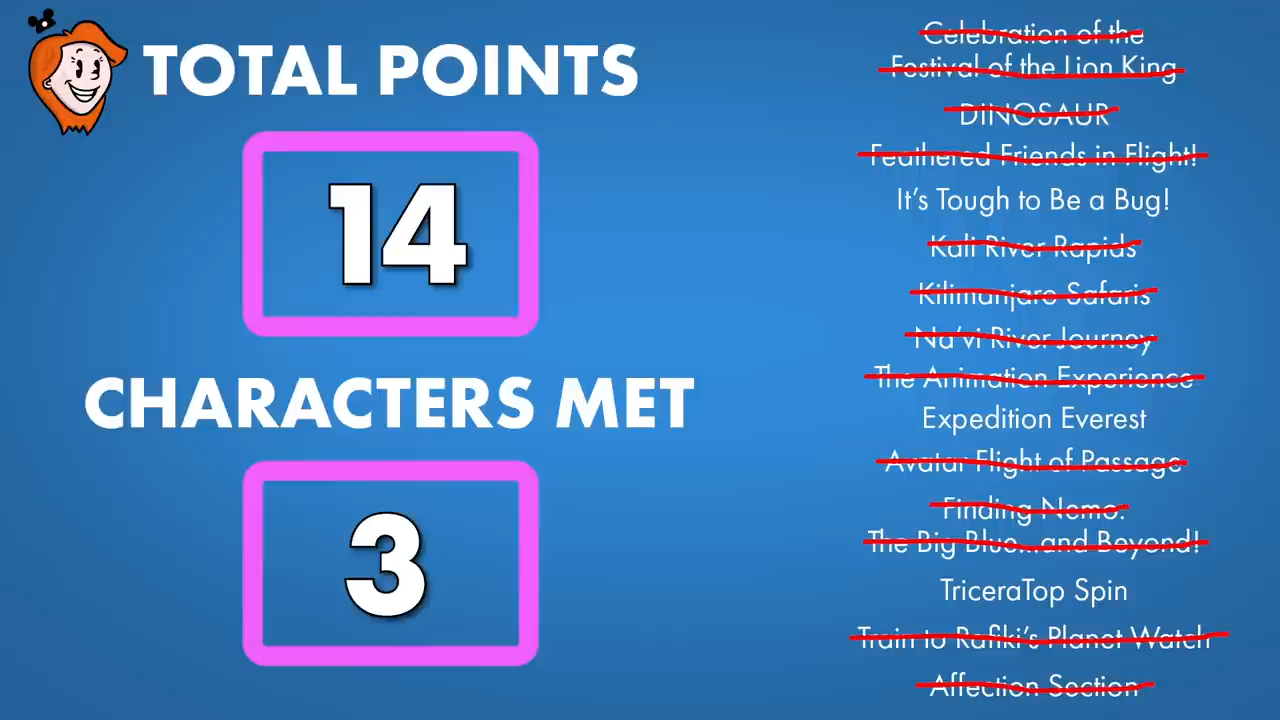 TOTAL POINTS
14
CHARACTERS MET
3
Celebration of the
Festival of the Lion King
DINOSAUR
Feathered Friends in Flight!
It's Tough to Be a Bug!
Kali River Rapids
Kilimanjaro Safaris
Na'vi River Journey
The Animation Experience
Expedition Everest
Avatar Flight of Passage
Finding Nemo:
The Big Blue...and Beyond!
TriceraTop Spin
Train to Rafiki's Planet Watch
Affection Section